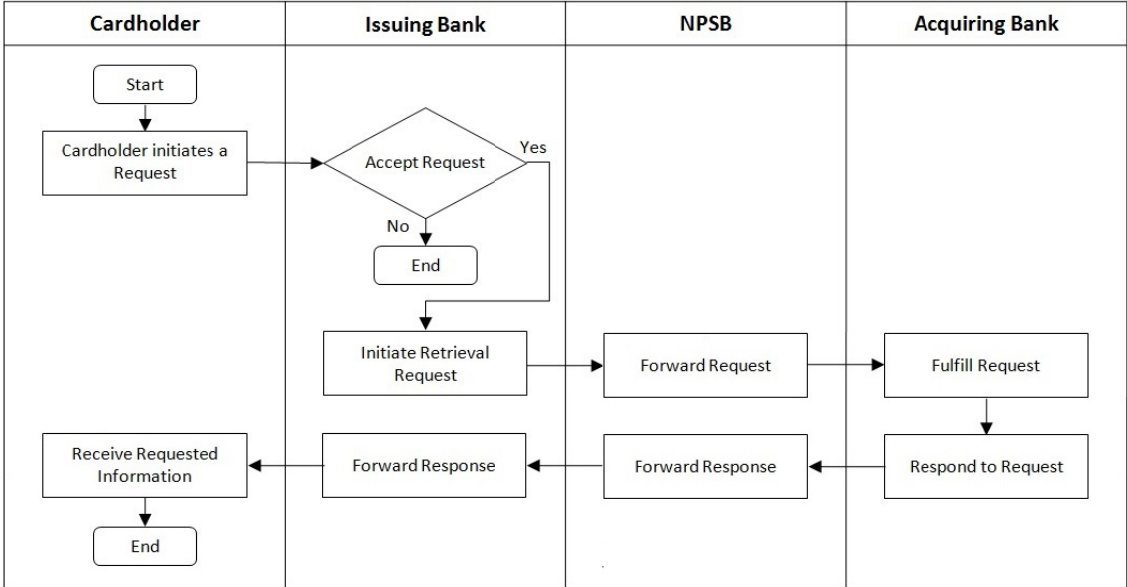 Cardholder
Issuing Bank
NPSB
Acquiring Bank
Start
Cardholder initiates a
Request
Accept Request
Yes
No
End
Initiate Retrieval
Request
Forward Request
Fulfill Request
Receive Requested
Information
Forward Response
Forward Response
Respond to Request
End